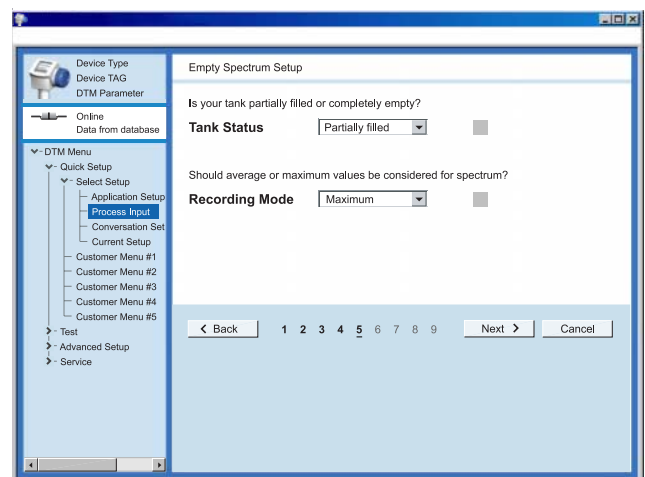 Device Type
Device TAG
DTM Parameter
Online
Data from database
DTM Menu
Quick Setup
Select Setup
Application Setup
Process Input
Conversation Set
Current Setup
Customer Menu #1
Customer Menu #2
Customer Menu #3
Customer Menu #4
Customer Menu #5
Test
Advanced Setup
Service
Empty Spectrum Setup
Is your tank partially filled or completely empty?
Tank Status Partially filled
Should average or maximum values be considered for spectrum?
Recording Mode Maximum
Back 1 2 3 4 5 6 7 8 9 Next Cancel